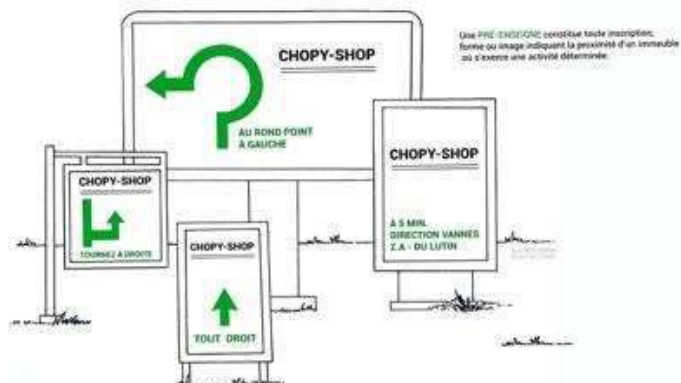 Une PRÉ-ENSEIGNE constitue toute inscription,
forme ou image indiquant la proximité d'un immeuble
où s'exerce une activité déterminée.
CHOPY-SHOP
AU ROND POINT
À GAUCHE
CHOPY-SHOP
À 5 MIN.
DIRECTION VANNES
Z.A - DU LUTIN
CHOPY-SHOP
TOURNEZ À DROITE
CHOPY-SHOP
TOUT DROIT